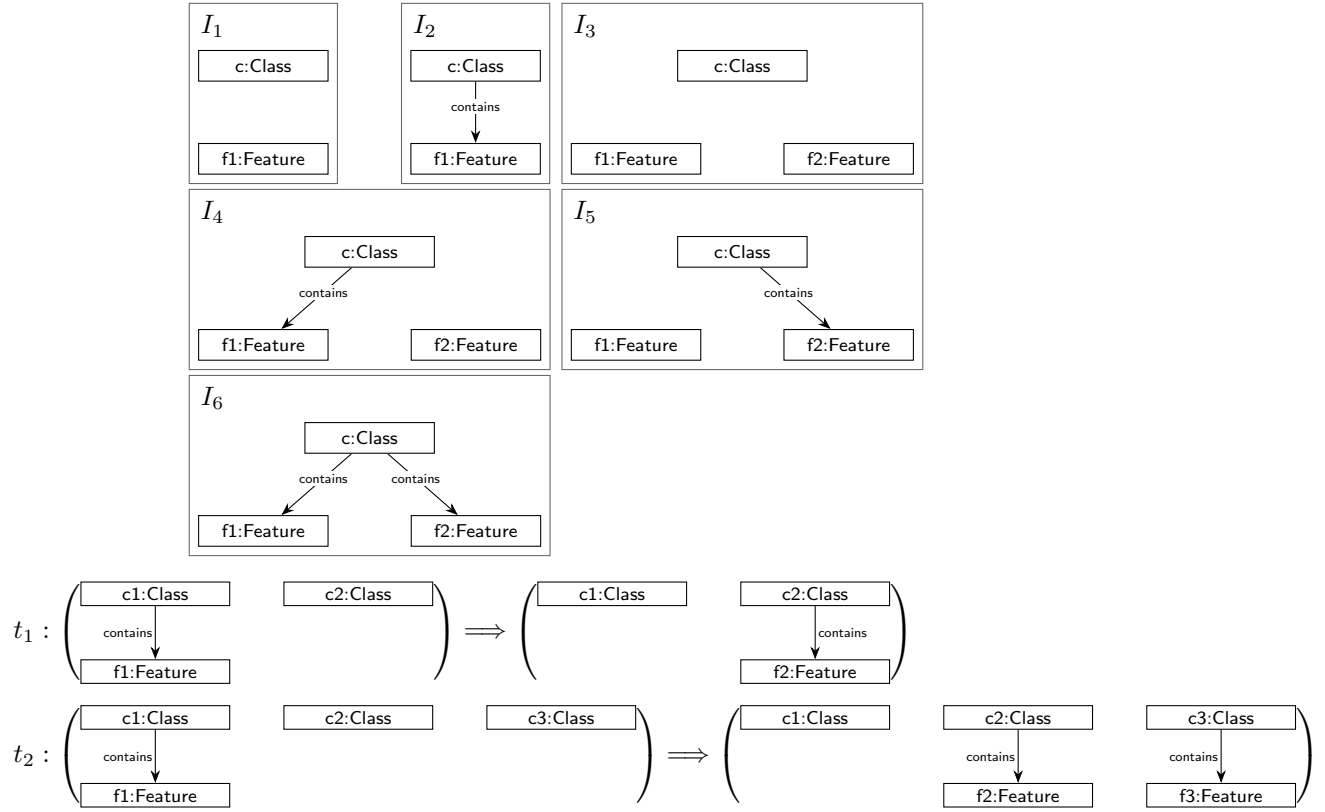 I1 I2 I3
c:Class c:Class c:Class
contains
f1:Feature f1:Feature f1:Feature f2:Feature
I4 I5
c:Class c:Class
contains contains
f1:Feature f2:Feature f1:Feature f2:Feature
I6
c:Class
contains contains
f1:Feature f2:Feature
c1:Class c2:Class c1:Class c2:Class
t1 : ( contains ) ⟹ ( contains )
f1:Feature f2:Feature
c1:Class c2:Class c3:Class c1:Class c2:Class c3:Class
t2 : ( contains ) ⟹ ( contains contains )
f1:Feature f2:Feature f3:Feature